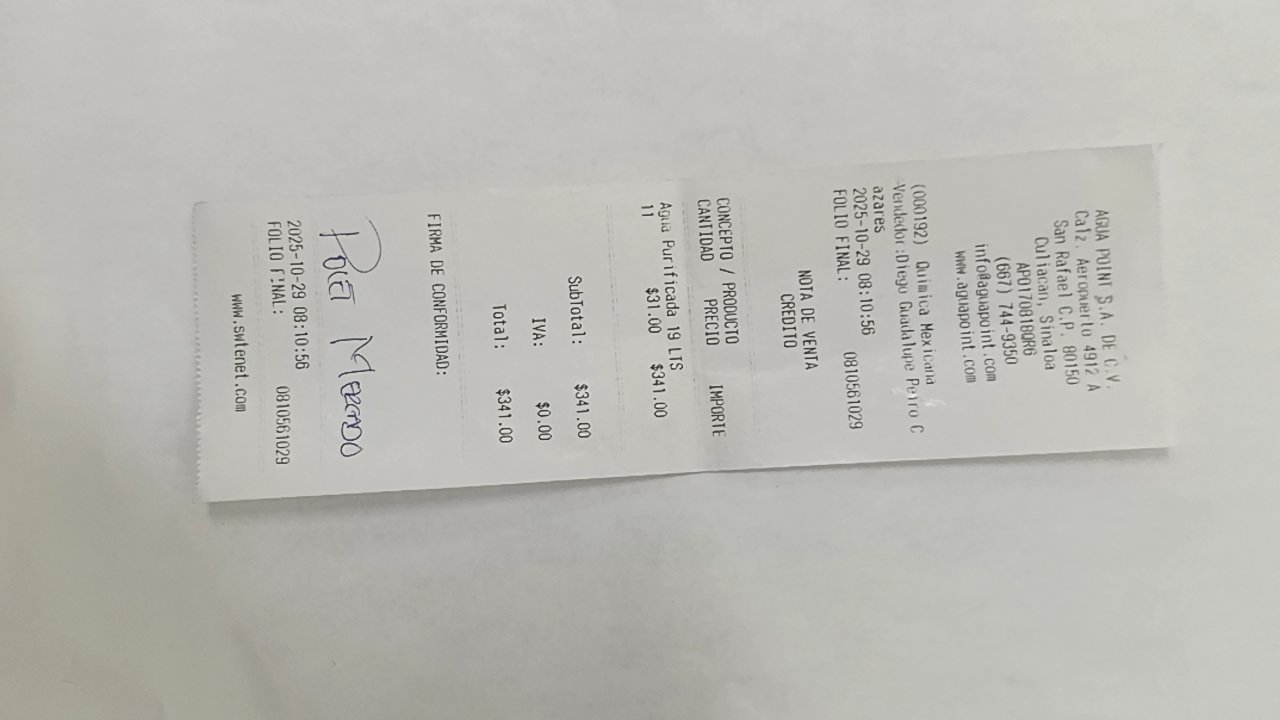 AGUA POINT S.A. DE C.V.
Calz. Aeropuerto 4912 A
San Rafael C.P. 80150
Culiacan, Sinaloa
APO170818QR6
(667) 744-9350
info@aguapoint.com
www.aguapoint.com
(000192) Quimica Mexicana
Vendedor:Diego Guadalupe Peiro C
azares
2025-10-29 08:10:56
FOLIO FINAL: 0810561029
NOTA DE VENTA
CREDITO
CONCEPTO / PRODUCTO
CANTIDAD PRECIO IMPORTE
Agua Purificada 19 LTS
11 $31.00 $341.00
SubTotal: $341.00
IVA: $0.00
Total: $341.00
FIRMA DE CONFORMIDAD:
MERCADO
2025-10-29 08:10:56
FOLIO FINAL: 0810561029
www.swtenet.com